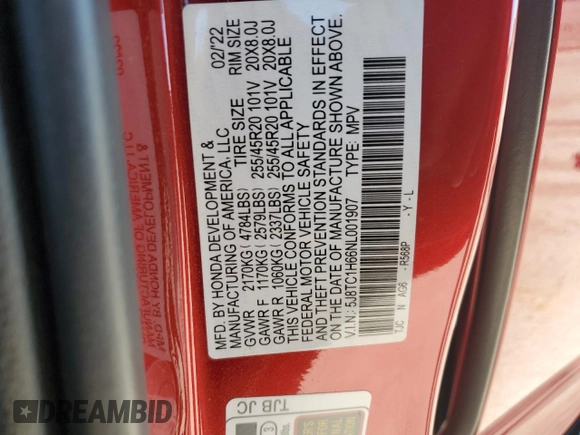 MFD. BY HONDA DEVELOPMENT & 02/'22
MANUFACTURING OF AMERICA, LLC
TIRE SIZE RIM SIZE
GVWR 2170KG ( 4784LBS) 255/45R20 101V 20X8.0J
GAWR F 1170KG ( 2579LBS) 255/45R20 101V 20X8.0J
GAWR R 1060KG ( 2337LBS)
THIS VEHICLE CONFORMS TO ALL APPLICABLE
FEDERAL MOTOR VEHICLE SAFETY
AND THEFT PREVENTION STANDARDS IN EFFECT
ON THE DATE OF MANUFACTURE SHOWN ABOVE.
V.I.N.: 5J8TC1H66NL001907 TYPE: MPV
TJC N AG6 - R568P - Y - L
TJB JC
DREAMBID